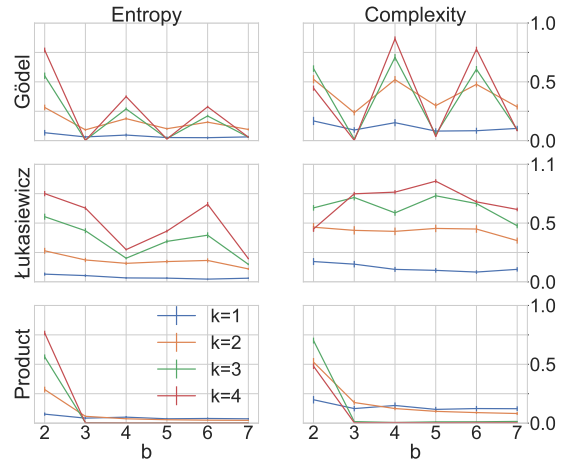 Entropy Complexity
Gödel
1.0
0.5
0.0
Łukasiewicz
1.1
0.5
0.0
Product
k=1
k=2
k=3
k=4
1.0
0.5
0.0
2 3 4 5 6 7 2 3 4 5 6 7
b b